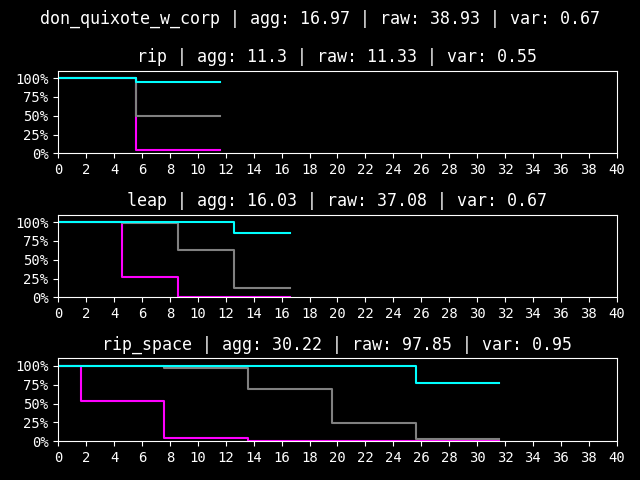 don_quixote_w_corp | agg: 16.97 | raw: 38.93 | var: 0.67
rip | agg: 11.3 | raw: 11.33 | var: 0.55
100%
75%
50%
25%
0%
0 2 4 6 8 10 12 14 16 18 20 22 24 26 28 30 32 34 36 38 40
leap | agg: 16.03 | raw: 37.08 | var: 0.67
100%
75%
50%
25%
0%
0 2 4 6 8 10 12 14 16 18 20 22 24 26 28 30 32 34 36 38 40
rip_space | agg: 30.22 | raw: 97.85 | var: 0.95
100%
75%
50%
25%
0%
0 2 4 6 8 10 12 14 16 18 20 22 24 26 28 30 32 34 36 38 40